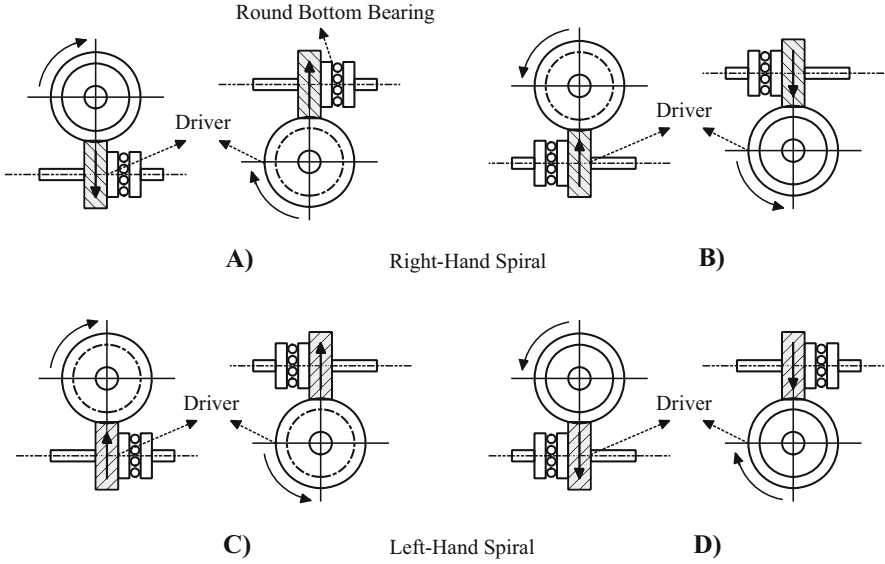 Round Bottom Bearing
Driver
Driver
A)
Right-Hand Spiral
B)
Driver
Driver
C)
Left-Hand Spiral
D)